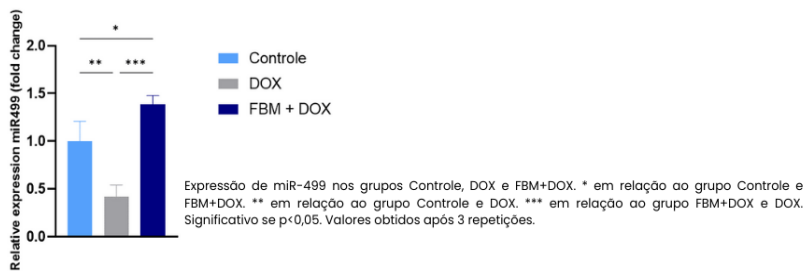 Relative expression miR499 (fold change)
2.0
1.5
1.0
0.5
0.0
*
** ***
Controle
DOX
FBM + DOX
Expressão de miR-499 nos grupos Controle, DOX e FBM+DOX. * em relação ao grupo Controle e
FBM+DOX. ** em relação ao grupo Controle e DOX. *** em relação ao grupo FBM+DOX e DOX.
Significativo se p<0,05. Valores obtidos após 3 repetições.